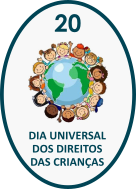 20
DIA UNIVERSAL
DOS DIREITOS
DAS CRIANÇAS